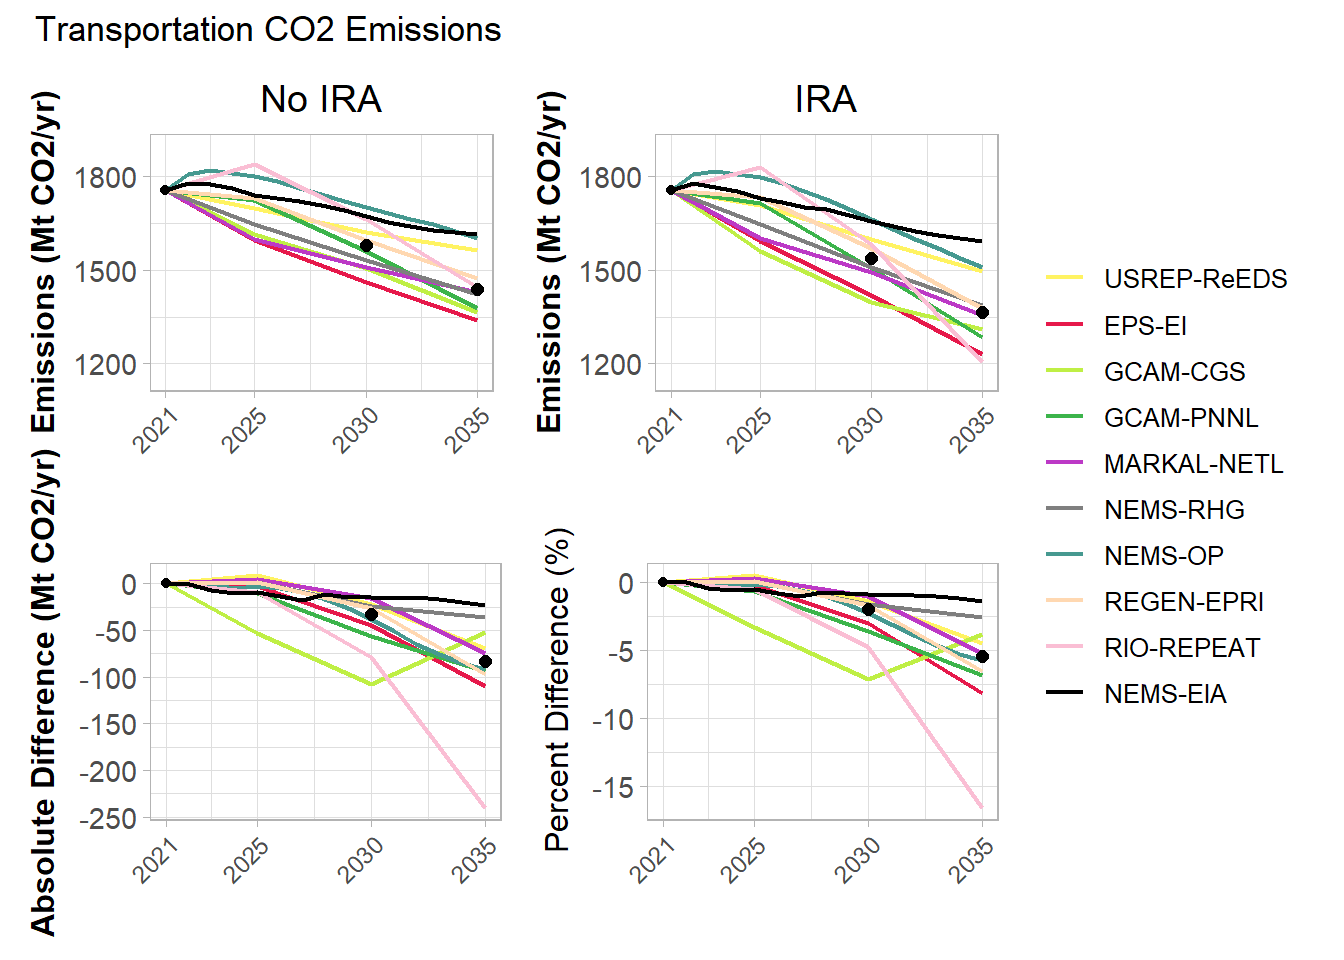 Transportation CO2 Emissions
No IRA
IRA
Emissions (Mt CO2/yr)
1800
1500
1200
2021
2025
2030
2035
Emissions (Mt CO2/yr)
1800
1500
1200
2021
2025
2030
2035
Absolute Difference (Mt CO2/yr)
0
-50
-100
-150
-200
-250
2021
2025
2030
2035
Percent Difference (%)
0
-5
-10
-15
2021
2025
2030
2035
USREP-ReEDS
EPS-EI
GCAM-CGS
GCAM-PNNL
MARKAL-NETL
NEMS-RHG
NEMS-OP
REGEN-EPRI
RIO-REPEAT
NEMS-EIA